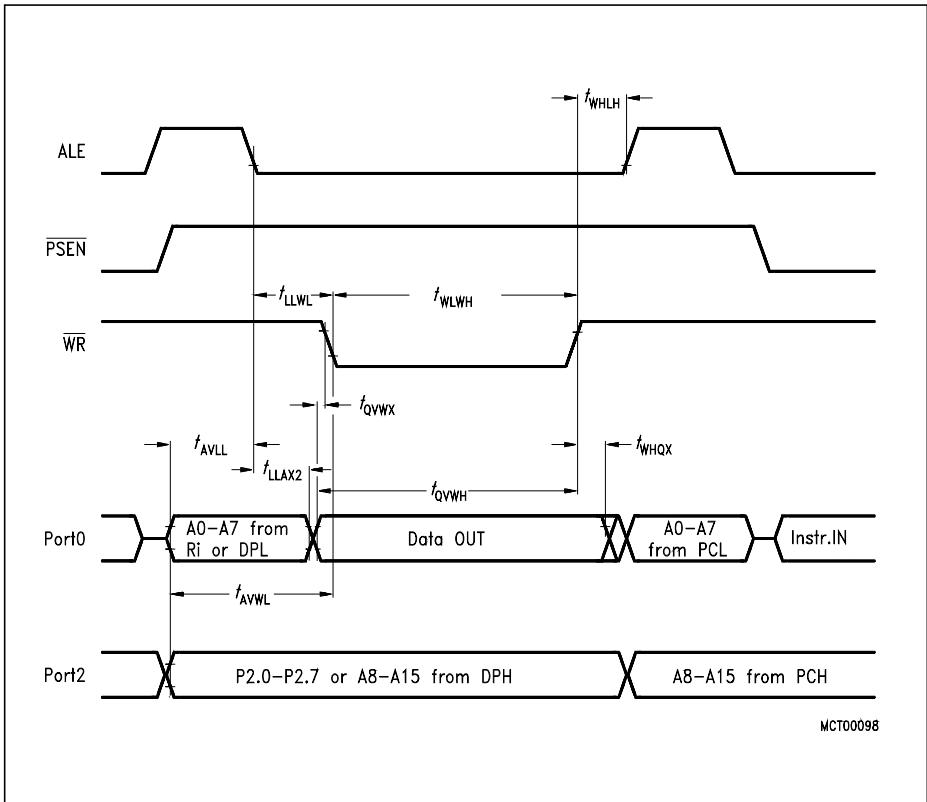 tWHLH
ALE
PSEN
tLLWL
tWLWH
WR
tQVWX
tAVLL
tWHQX
tLLAX2
tQVWH
Port0
A0-A7 from
Ri or DPL
Data OUT
A0-A7
from PCL
Instr.IN
tAVWL
Port2
P2.0-P2.7 or A8-A15 from DPH
A8-A15 from PCH
MCT00098